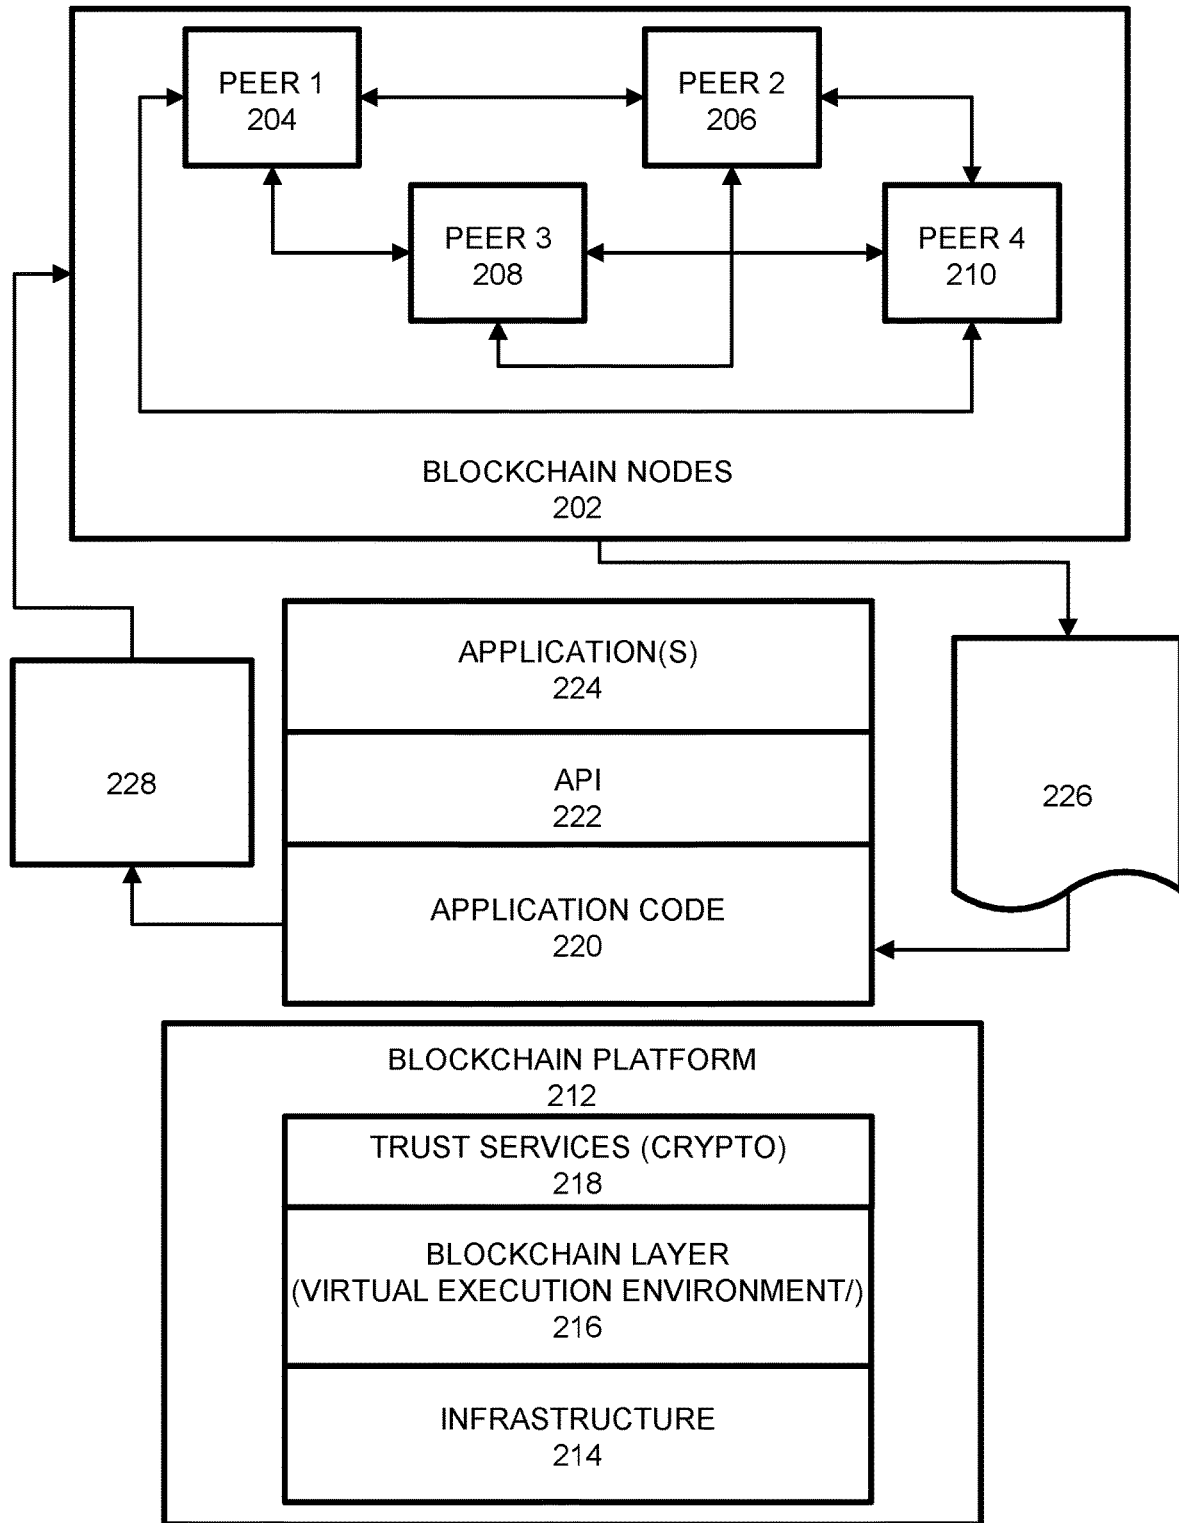 PEER 1
204
PEER 2
206
PEER 3
208
PEER 4
210
BLOCKCHAIN NODES
202
APPLICATION(S)
224
API
222
APPLICATION CODE
220
228
226
BLOCKCHAIN PLATFORM
212
TRUST SERVICES (CRYPTO)
218
BLOCKCHAIN LAYER
(VIRTUAL EXECUTION ENVIRONMENT/)
216
INFRASTRUCTURE
214